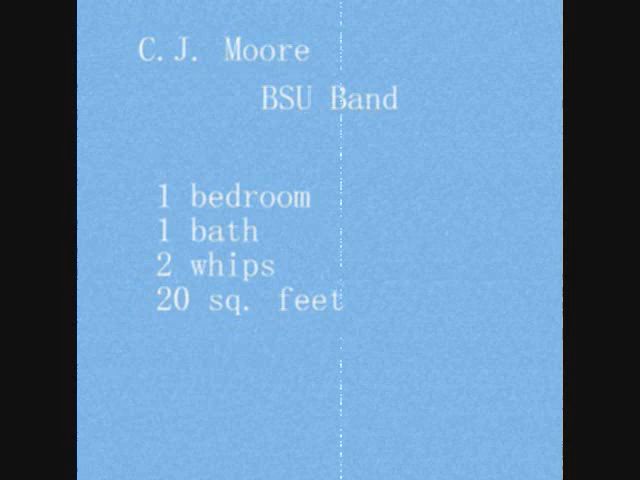 C.J. Moore
BSU Band
1 bedroom
1 bath
2 whips
20 sq. feet